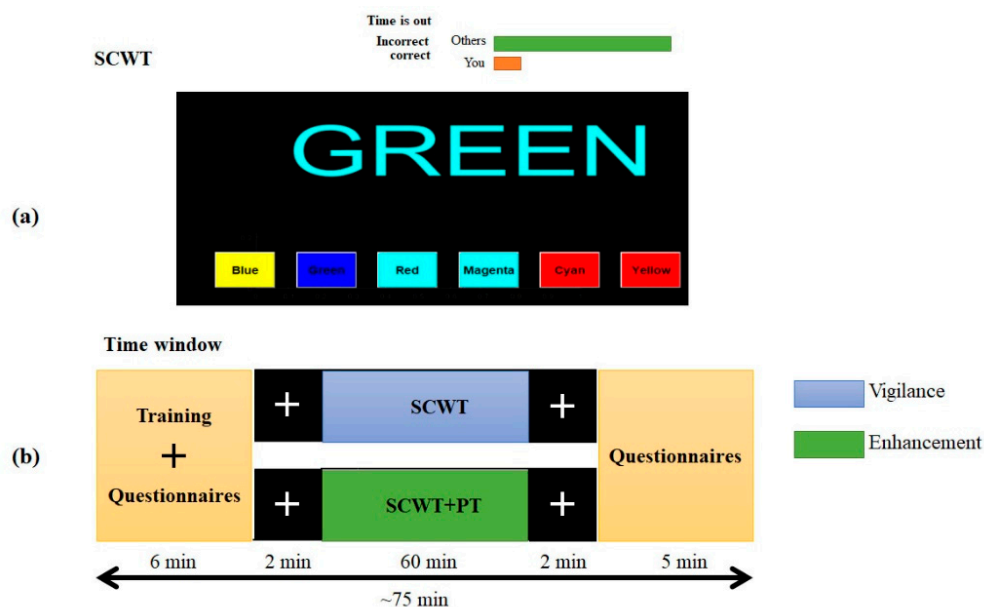 Time is out
Incorrect
correct
Others
You
SCWT
GREEN
(a)
Blue Green Red Magenta Cyan Yellow
Time window
Training
+
Questionnaires
+ SCWT +
+ SCWT+PT +
Questionnaires
Vigilance
Enhancement
(b)
6 min 2 min 60 min 2 min 5 min
~75 min